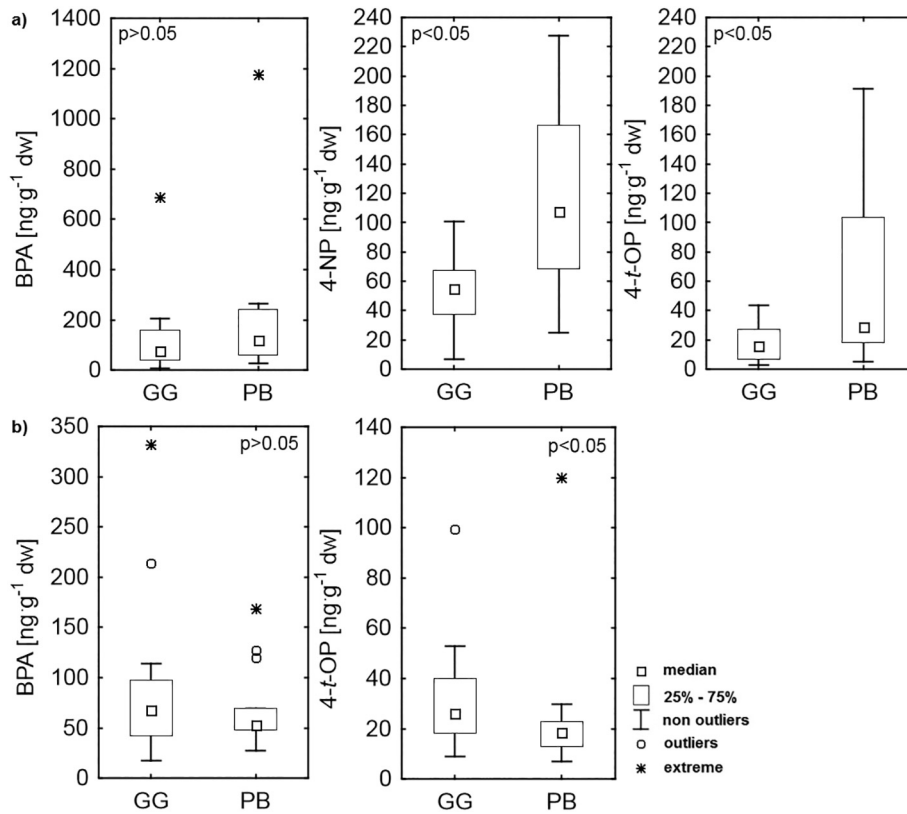 a)
BPA [ng·g⁻¹ dw]
1400
1200
1000
800
600
400
200
0
p>0.05
GG PB
4-NP [ng·g⁻¹ dw]
240
220
200
180
160
140
120
100
80
60
40
20
0
p<0.05
GG PB
4-t-OP [ng·g⁻¹ dw]
240
220
200
180
160
140
120
100
80
60
40
20
0
p<0.05
GG PB
b)
BPA [ng·g⁻¹ dw]
350
300
250
200
150
100
50
0
p>0.05
GG PB
4-t-OP [ng·g⁻¹ dw]
140
120
100
80
60
40
20
0
p<0.05
GG PB
median
25% - 75%
non outliers
outliers
extreme